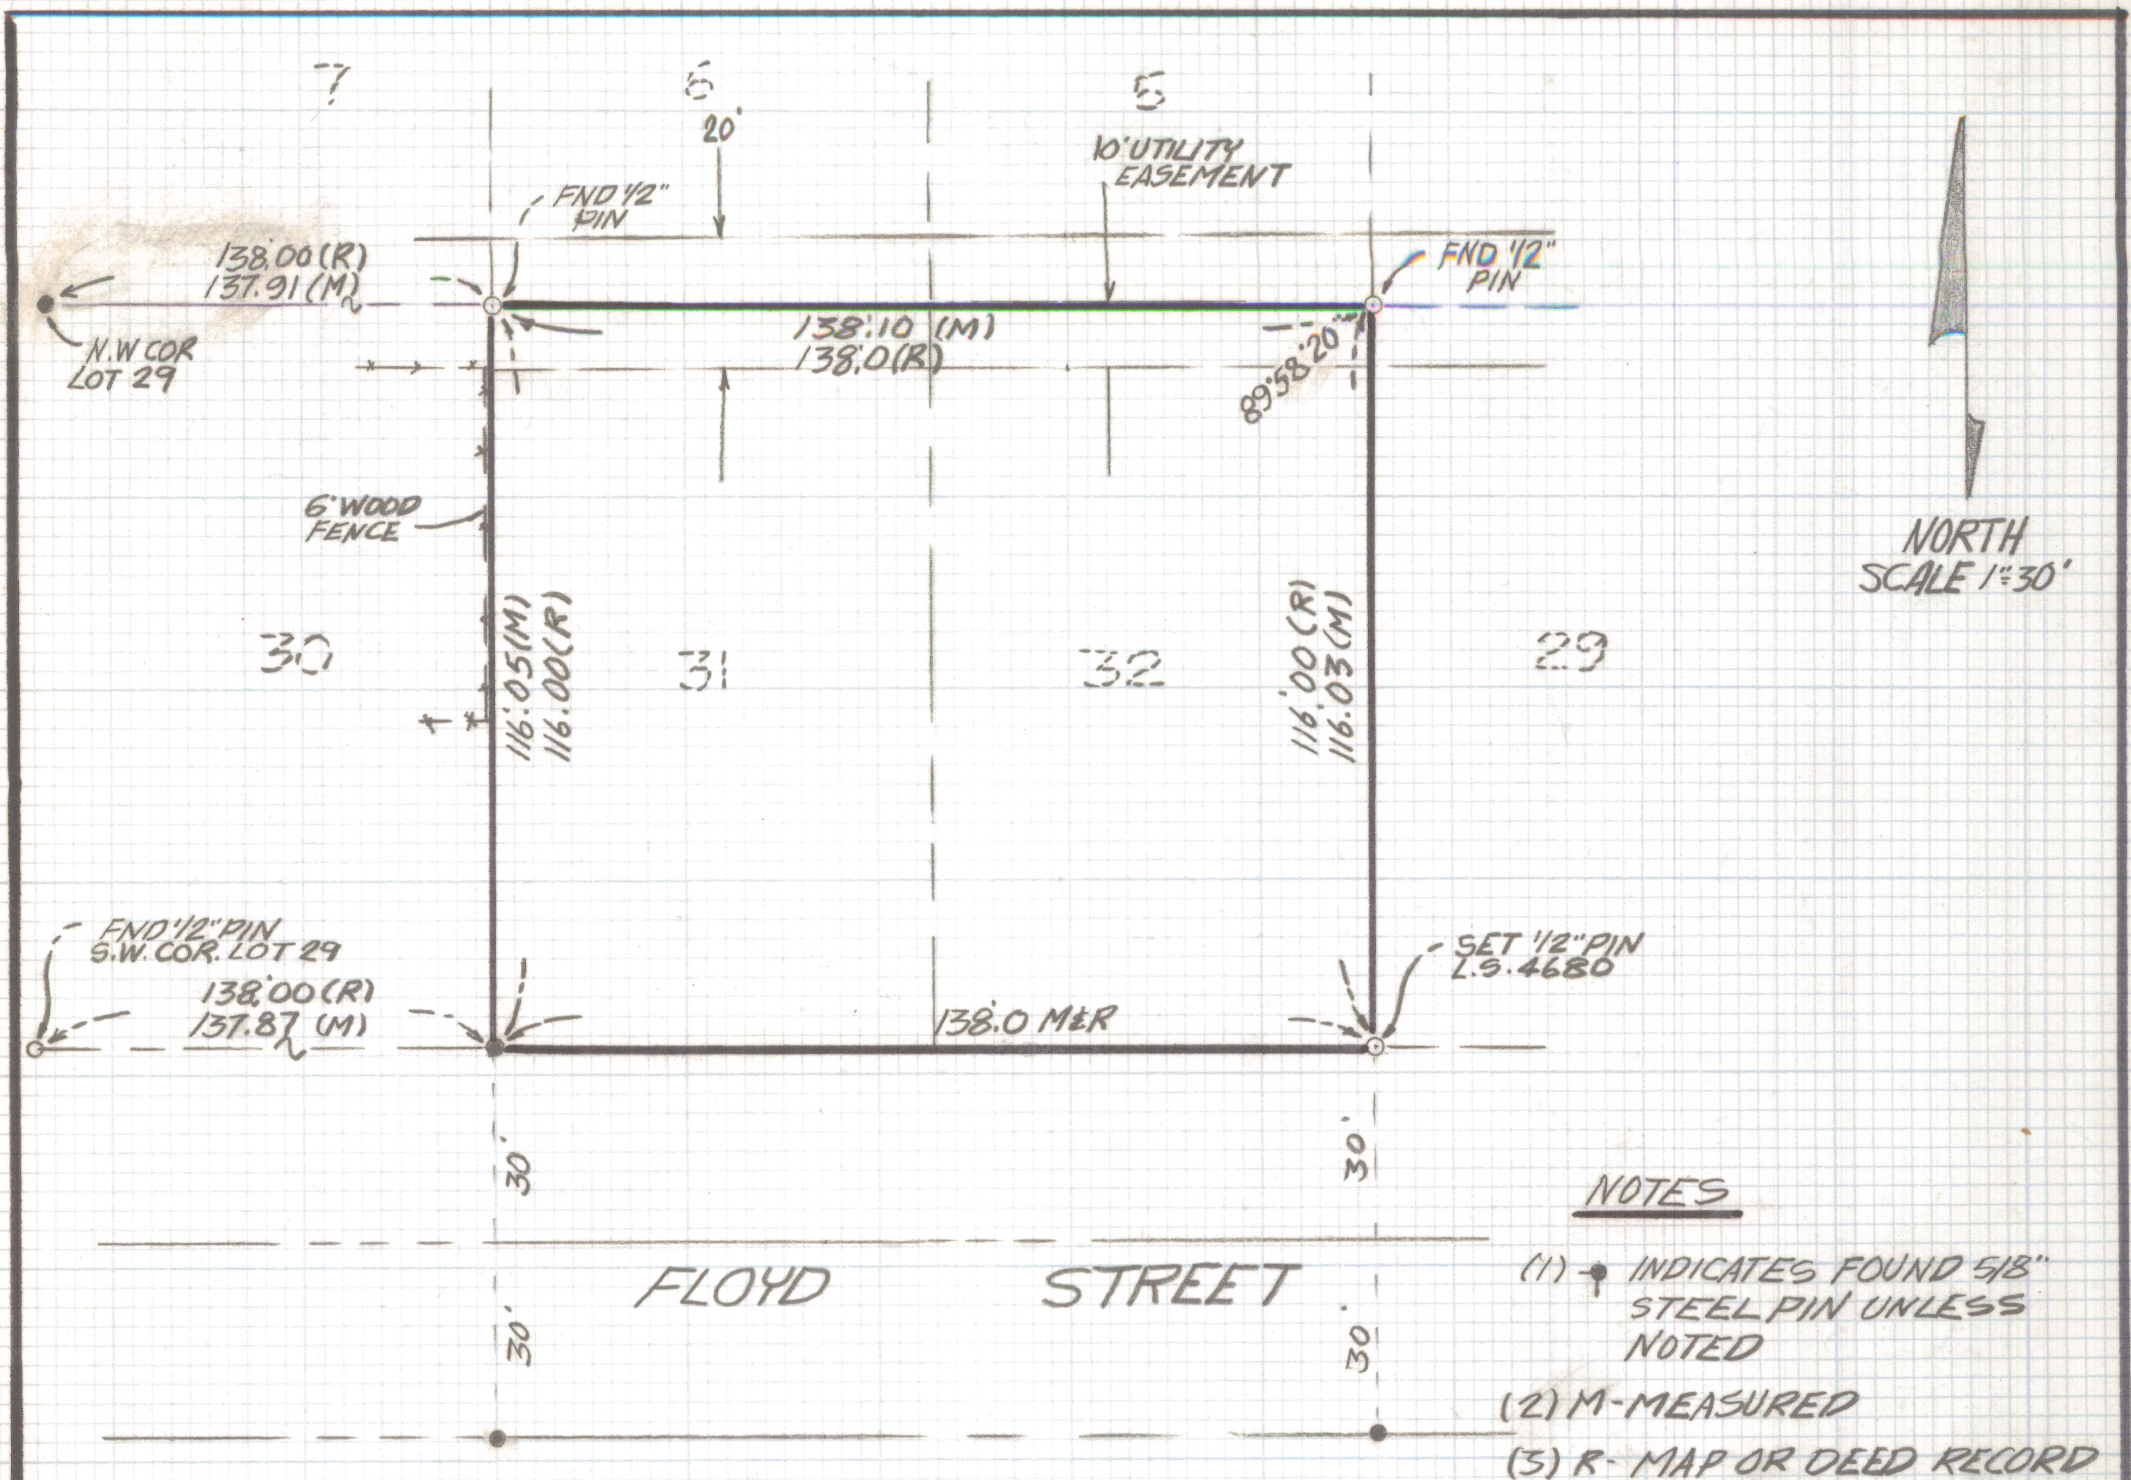 7
6
5
20'
10' UTILITY
EASEMENT
FND 1/2"
PIN
138.00 (R)
137.91 (M)
FND 1/2"
PIN
N.W COR
LOT 29
138.10 (M)
138.0 (R)
89°58'20"
6' WOOD
FENCE
NORTH
SCALE 1"=30'
30
116.05 (M)
116.00 (R)
31
32
116.00 (R)
116.03 (M)
29
FND 1/2" PIN
S.W. COR. LOT 29
138.00 (R)
137.87 (M)
138.0 M&R
SET 1/2" PIN
L.S. 4680
30'
30'
NOTES
FLOYD STREET
30'
30'
(1) INDICATES FOUND 5/8"
STEEL PIN UNLESS
NOTED
(2) M - MEASURED
(3) R - MAP OR DEED RECORD